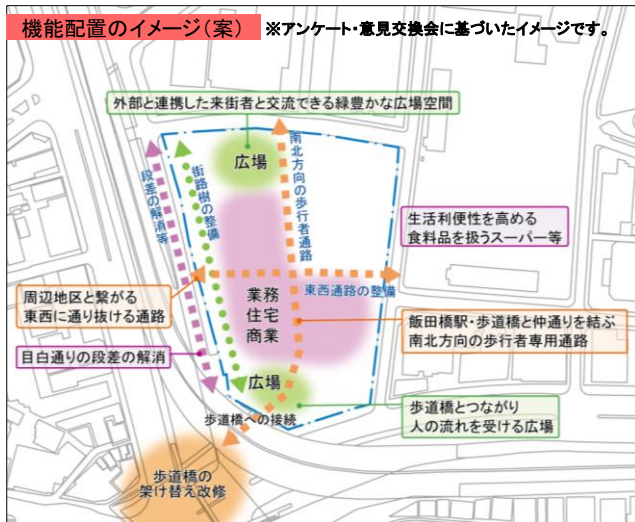 機能配置のイメージ(案)
※アンケート・意見交換会に基づいたイメージです。
外部と連携した来街者と交流できる緑豊かな広場空間
広場
南北方向の歩行者通路
段差の解消等
街路樹の整備
生活利便性を高める
食料品を扱うスーパー等
東西通路の整備
周辺地区と繋がる
東西に通り抜ける通路
業務
住宅
商業
飯田橋駅・歩道橋と仲通りを結ぶ
南北方向の歩行者専用通路
目白通りの段差の解消
広場
歩道橋への接続
歩道橋とつながり
人の流れを受ける広場
歩道橋の
架け替え改修